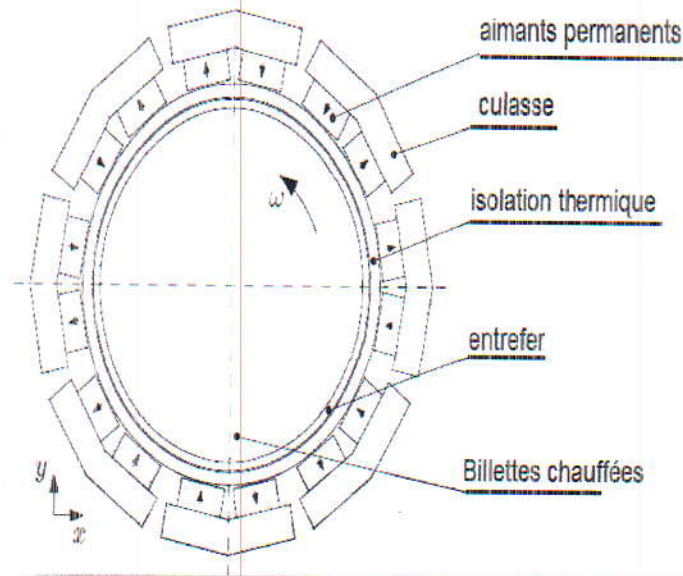 aimants permanents
culasse
ω
isolation thermique
entrefer
Billettes chauffées
y
x